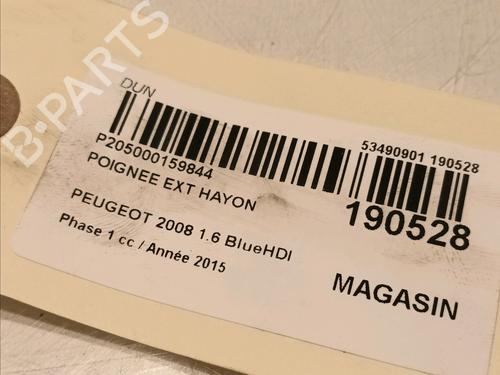 B-PARTS
DUN
P205000159844
53490901 190528
POIGNEE EXT HAYON
190528
PEUGEOT 2008 1.6 BlueHDI
Phase 1 cc / Année 2015
MAGASIN